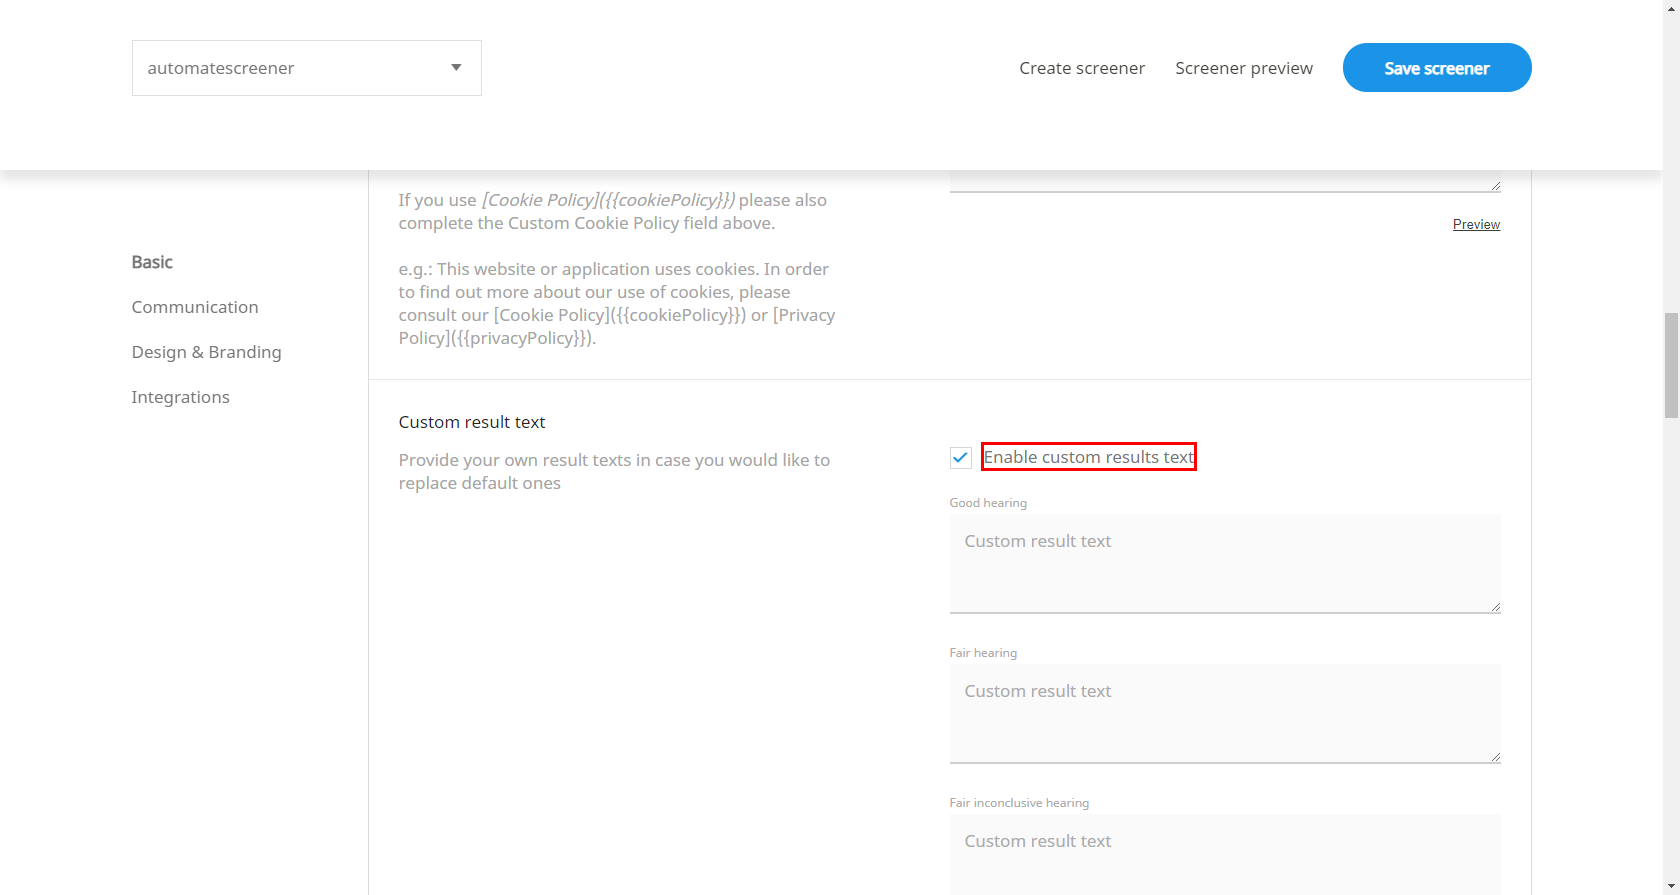 automatescreener
Create screener
Screener preview
Save screener
Basic
Communication
Design & Branding
Integrations
If you use [Cookie Policy]({{cookiePolicy}}) please also
complete the Custom Cookie Policy field above.
e.g.: This website or application uses cookies. In order
to find out more about our use of cookies, please
consult our [Cookie Policy]({{cookiePolicy}}) or [Privacy
Policy]({{privacyPolicy}}).
Preview
Custom result text
Provide your own result texts in case you would like to
replace default ones
Enable custom results text
Good hearing
Custom result text
Fair hearing
Custom result text
Fair inconclusive hearing
Custom result text